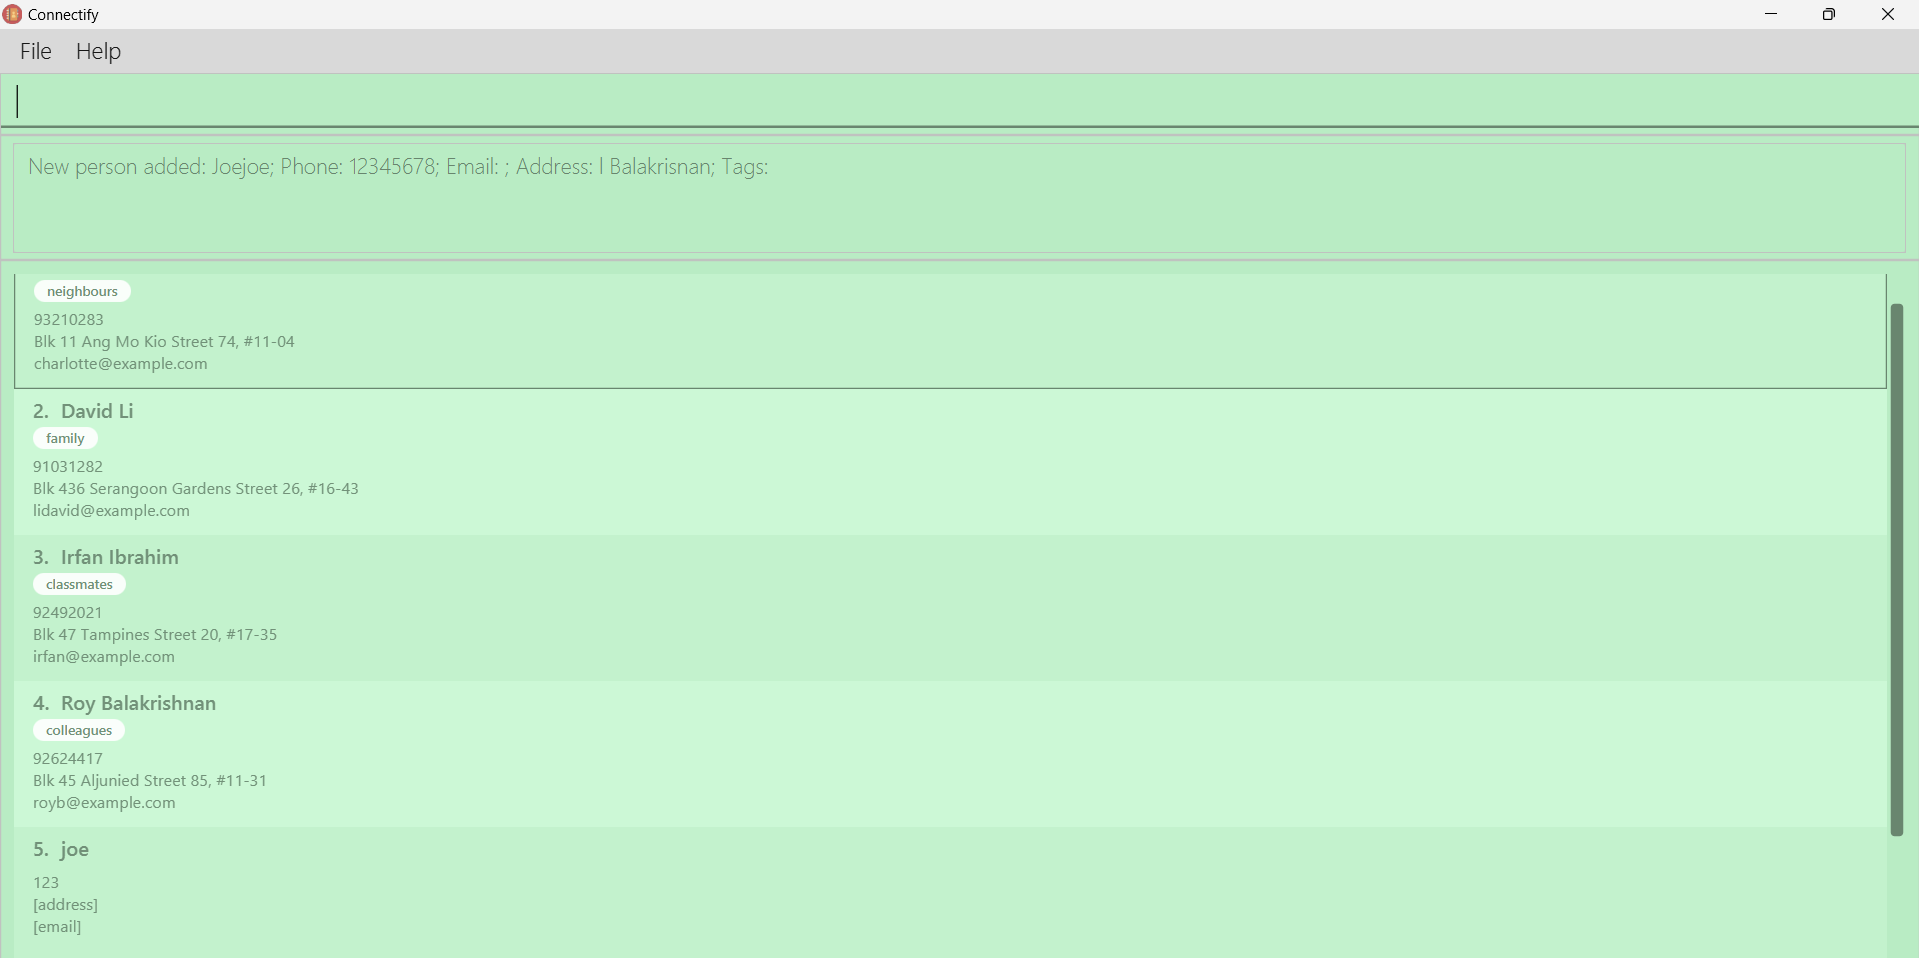 Connectify
File Help
New person added: Joejoe; Phone: 12345678; Email: ; Address: l Balakrisnan; Tags:
neighbours
93210283
Blk 11 Ang Mo Kio Street 74, #11-04
charlotte@example.com
2. David Li
family
91031282
Blk 436 Serangoon Gardens Street 26, #16-43
lidavid@example.com
3. Irfan Ibrahim
classmates
92492021
Blk 47 Tampines Street 20, #17-35
irfan@example.com
4. Roy Balakrishnan
colleagues
92624417
Blk 45 Aljunied Street 85, #11-31
royb@example.com
5. joe
123
[address]
[email]